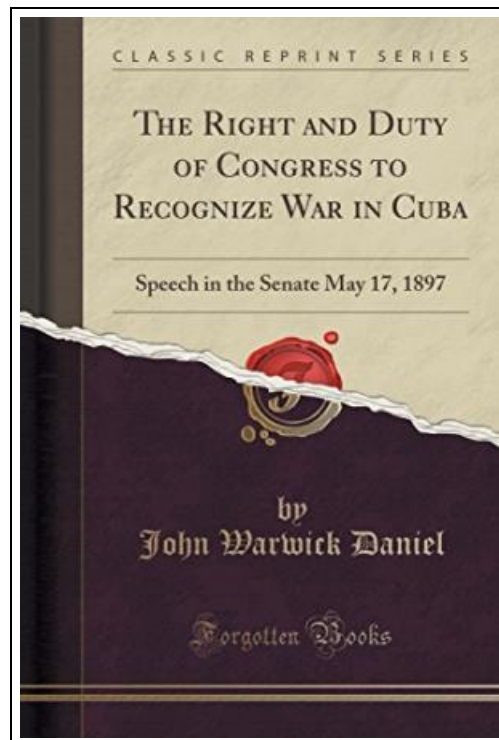 CLASSIC REPRINT SERIES
THE RIGHT AND DUTY
OF CONGRESS TO
RECOGNIZE WAR IN CUBA
Speech in the Senate May 17, 1897
F
by
John Warwick Daniel
Forgotten Books